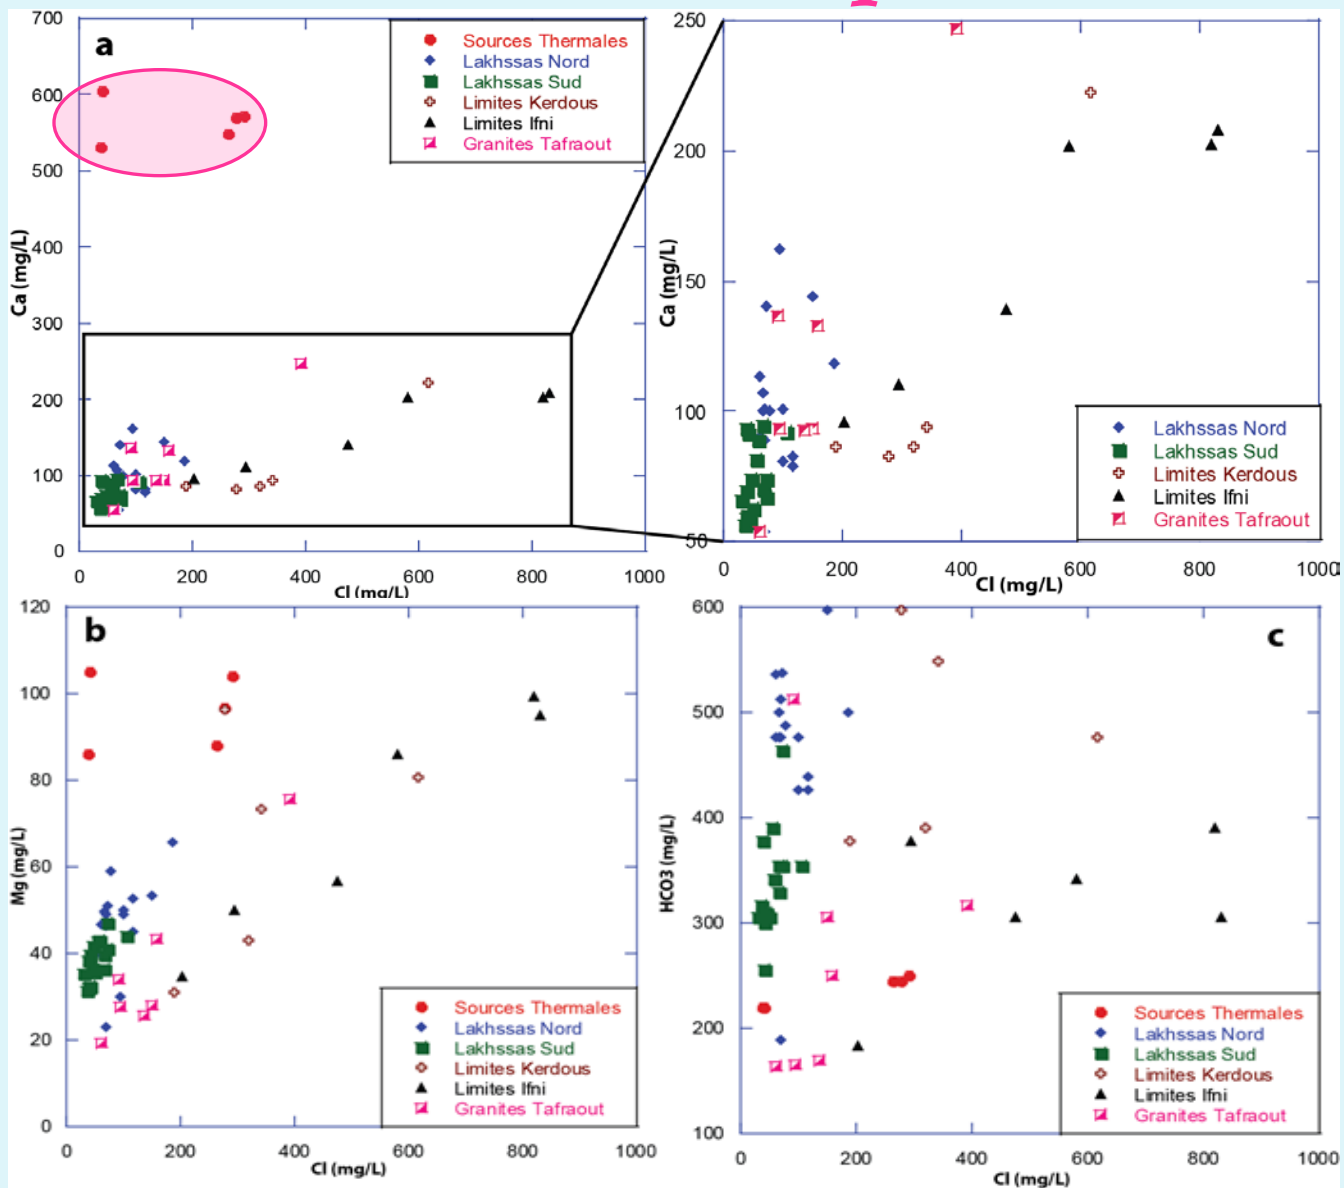 a
700
600
500
400
300
200
100
0
Ca (mg/L)
0 200 400 600 800 1000
Cl (mg/L)
Sources Thermales
Lakhssas Nord
Lakhssas Sud
Limites Kerdous
Limites Ifni
Granites Tafraout
250
200
150
100
50
Ca (mg/L)
0 200 400 600 800 1000
Cl (mg/L)
Lakhssas Nord
Lakhssas Sud
Limites Kerdous
Limites Ifni
Granites Tafraout
b
120
100
80
60
40
20
0
Mg (mg/L)
0 200 400 600 800 1000
Cl (mg/L)
Sources Thermales
Lakhssas Nord
Lakhssas Sud
Limites Kerdous
Limites Ifni
Granites Tafraout
c
600
500
400
300
200
100
HCO3 (mg/L)
0 200 400 600 800 1000
Cl (mg/L)
Sources Thermales
Lakhssas Nord
Lakhssas Sud
Limites Kerdous
Limites Ifni
Granites Tafraout